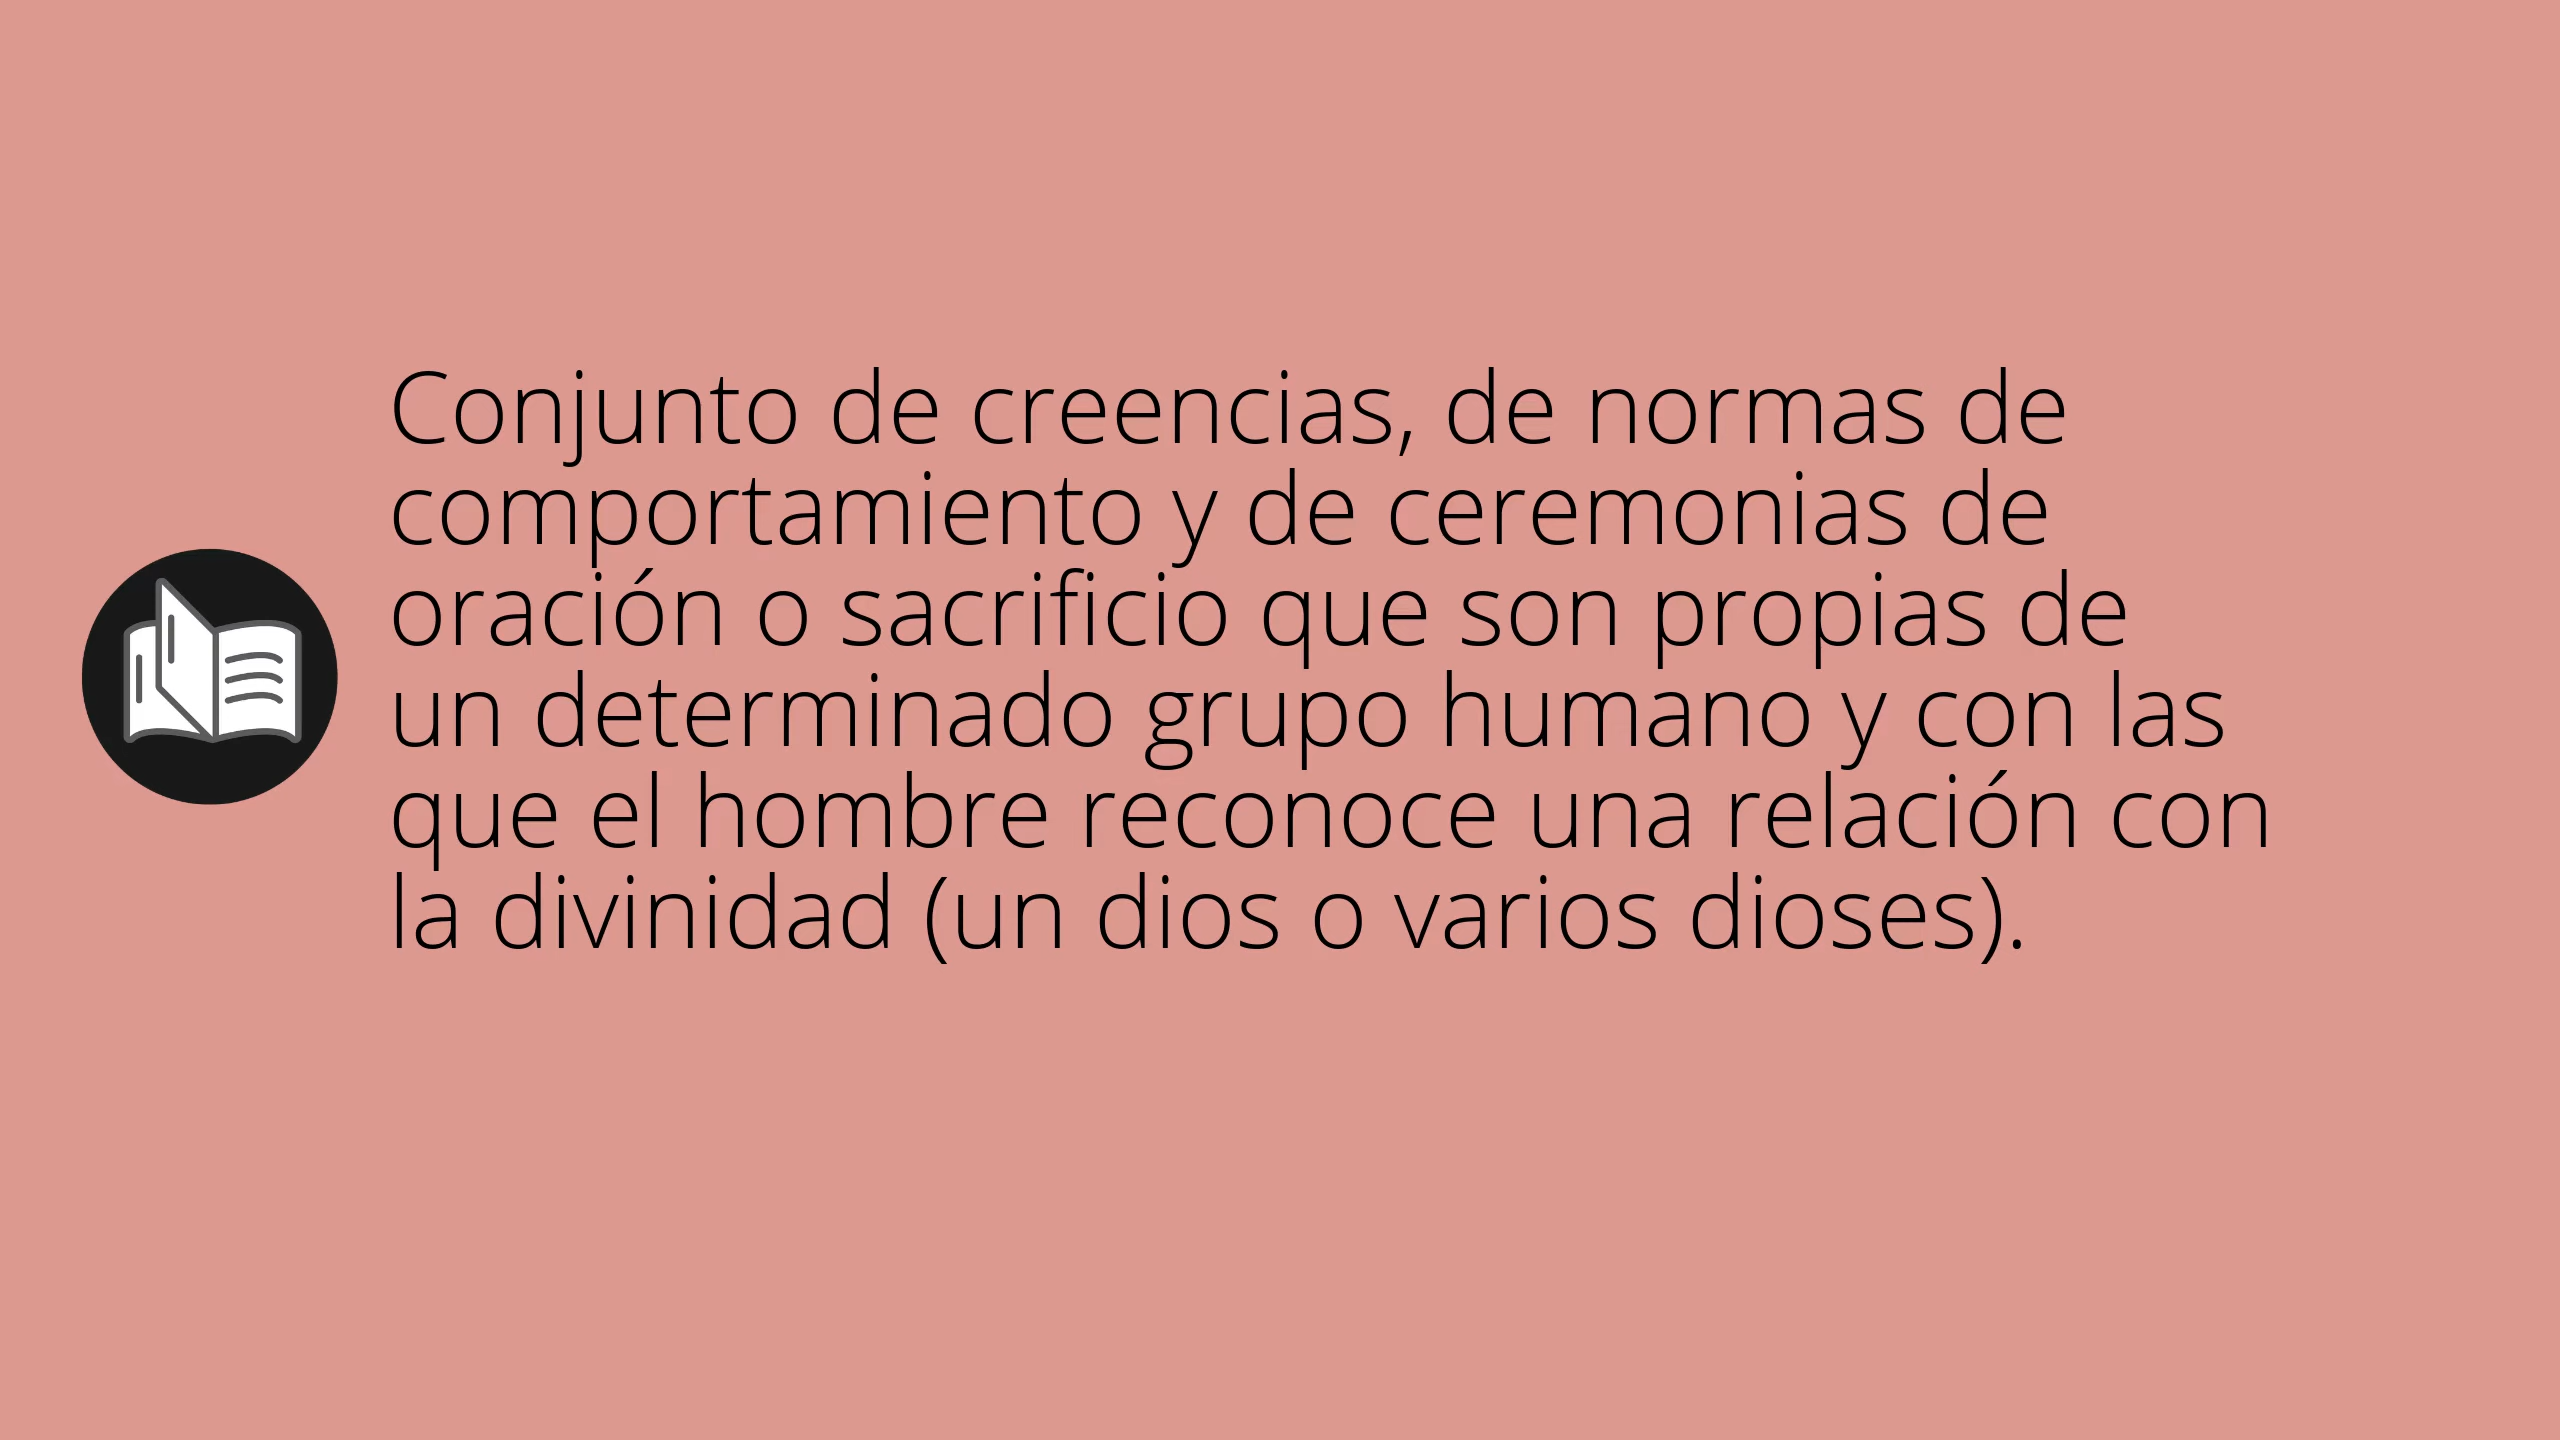 Conjunto de creencias, de normas de
comportamiento y de ceremonias de
oración o sacrificio que son propias de
un determinado grupo humano y con las
que el hombre reconoce una relación con
la divinidad (un dios o varios dioses).